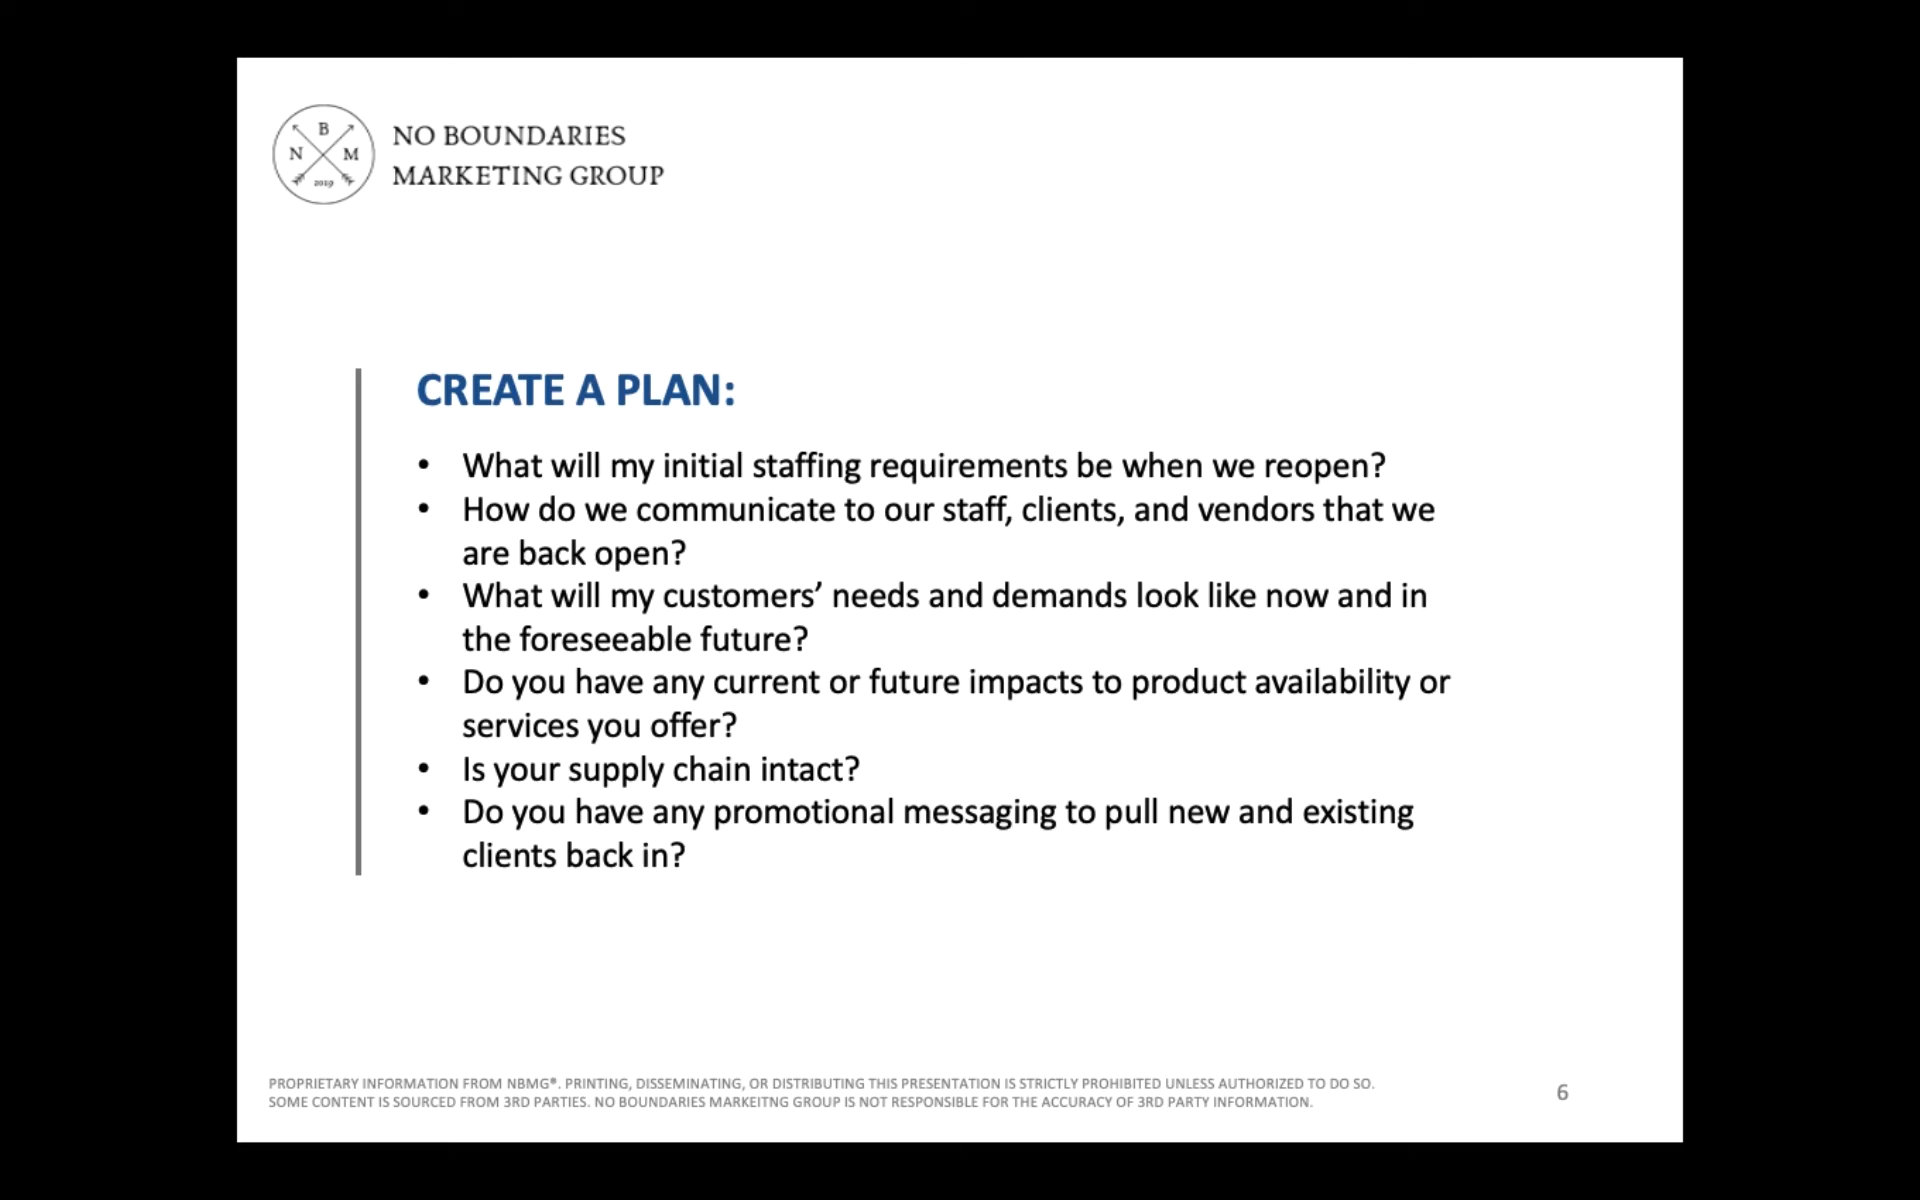 B
N M
2019
NO BOUNDARIES
MARKETING GROUP
CREATE A PLAN:
• What will my initial staffing requirements be when we reopen?
• How do we communicate to our staff, clients, and vendors that we
are back open?
• What will my customers’ needs and demands look like now and in
the foreseeable future?
• Do you have any current or future impacts to product availability or
services you offer?
• Is your supply chain intact?
• Do you have any promotional messaging to pull new and existing
clients back in?
PROPRIETARY INFORMATION FROM NBMG®. PRINTING, DISSEMINATING, OR DISTRIBUTING THIS PRESENTATION IS STRICTLY PROHIBITED UNLESS AUTHORIZED TO DO SO.
SOME CONTENT IS SOURCED FROM 3RD PARTIES. NO BOUNDARIES MARKEITNG GROUP IS NOT RESPONSIBLE FOR THE ACCURACY OF 3RD PARTY INFORMATION.
6